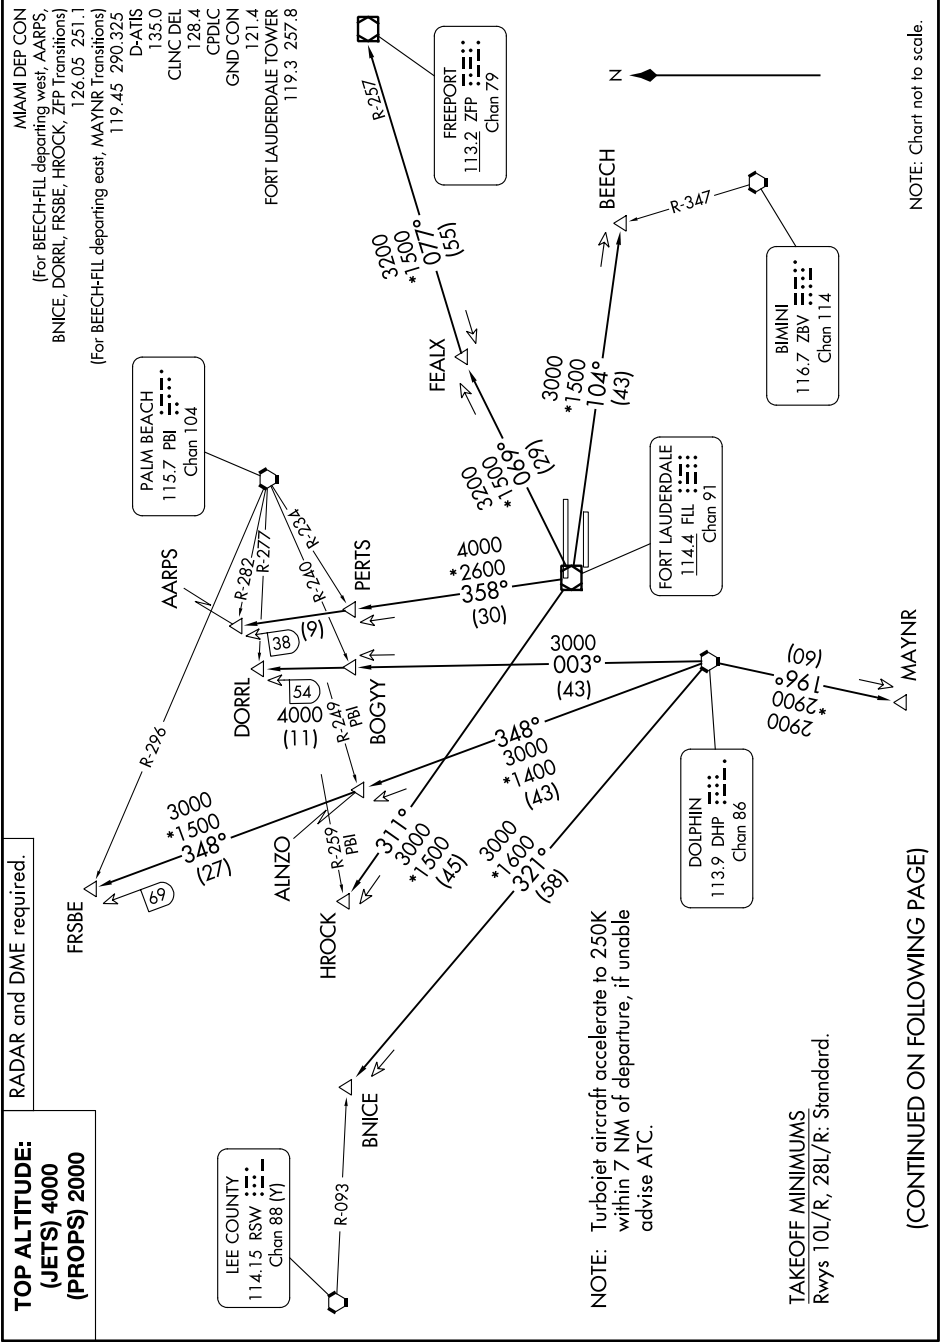 TOP ALTITUDE:
(JETS) 4000
(PROPS) 2000
RADAR and DME required.
MIAMI DEP CON
(For BEECH-FLL departing west, AARPS,
BNICE, DORRL, FRSBE, HROCK, ZFP Transitions)
126.05 251.1
(For BEECH-FLL departing east, MAYNR Transitions)
119.45 290.325
D-ATIS
135.0
CLNC DEL
128.4
CPDLC
GND CON
121.4
FORT LAUDERDALE TOWER
119.3 257.8
FRSBE
69
3000
*1500
348°
(27)
R-296
PALM BEACH
115.7 PBI
Chan 104
AARPS
R-282
R-277
R-240
R-234
38
(9)
PERTS
DORRL
54
4000
(11)
BOGYY
R-249
PBI
ALNZO
R-259
PBI
HROCK
4000
*2600
358°
(30)
3000
003°
(43)
348°
3000
*1400
(43)
311°
3000
*1500
(45)
3000
*1600
321°
(58)
LEE COUNTY
114.15 RSW
Chan 88 (Y)
R-093
BNICE
FREEPORT
113.2 ZFP
Chan 79
R-257
3200
*1500
077°
(55)
FEALX
3200
*1500
069°
(29)
3000
*1500
104°
(43)
BEECH
R-347
BIMINI
116.7 ZBV
Chan 114
FORT LAUDERDALE
114.4 FLL
Chan 91
DOLPHIN
113.9 DHP
Chan 86
(60)
196°
*2900
2900
MAYNR
N
NOTE: Chart not to scale.
NOTE: Turbojet aircraft accelerate to 250K
within 7 NM of departure, if unable
advise ATC.
TAKEOFF MINIMUMS
Rwys 10L/R, 28L/R: Standard.
(CONTINUED ON FOLLOWING PAGE)